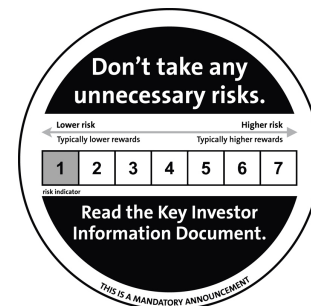 Don't take any
unnecessary risks.
Lower risk Higher risk
Typically lower rewards Typically higher rewards
1 2 3 4 5 6 7
risk indicator
Read the Key Investor
Information Document.
THIS IS A MANDATORY ANNOUNCEMENT